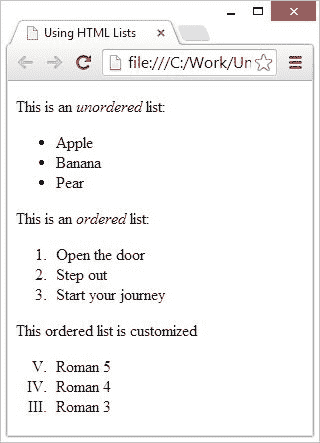 Using HTML Lists
file:///C:/Work/Un
This is an unordered list:
• Apple
• Banana
• Pear
This is an ordered list:
1. Open the door
2. Step out
3. Start your journey
This ordered list is customized
V. Roman 5
IV. Roman 4
III. Roman 3